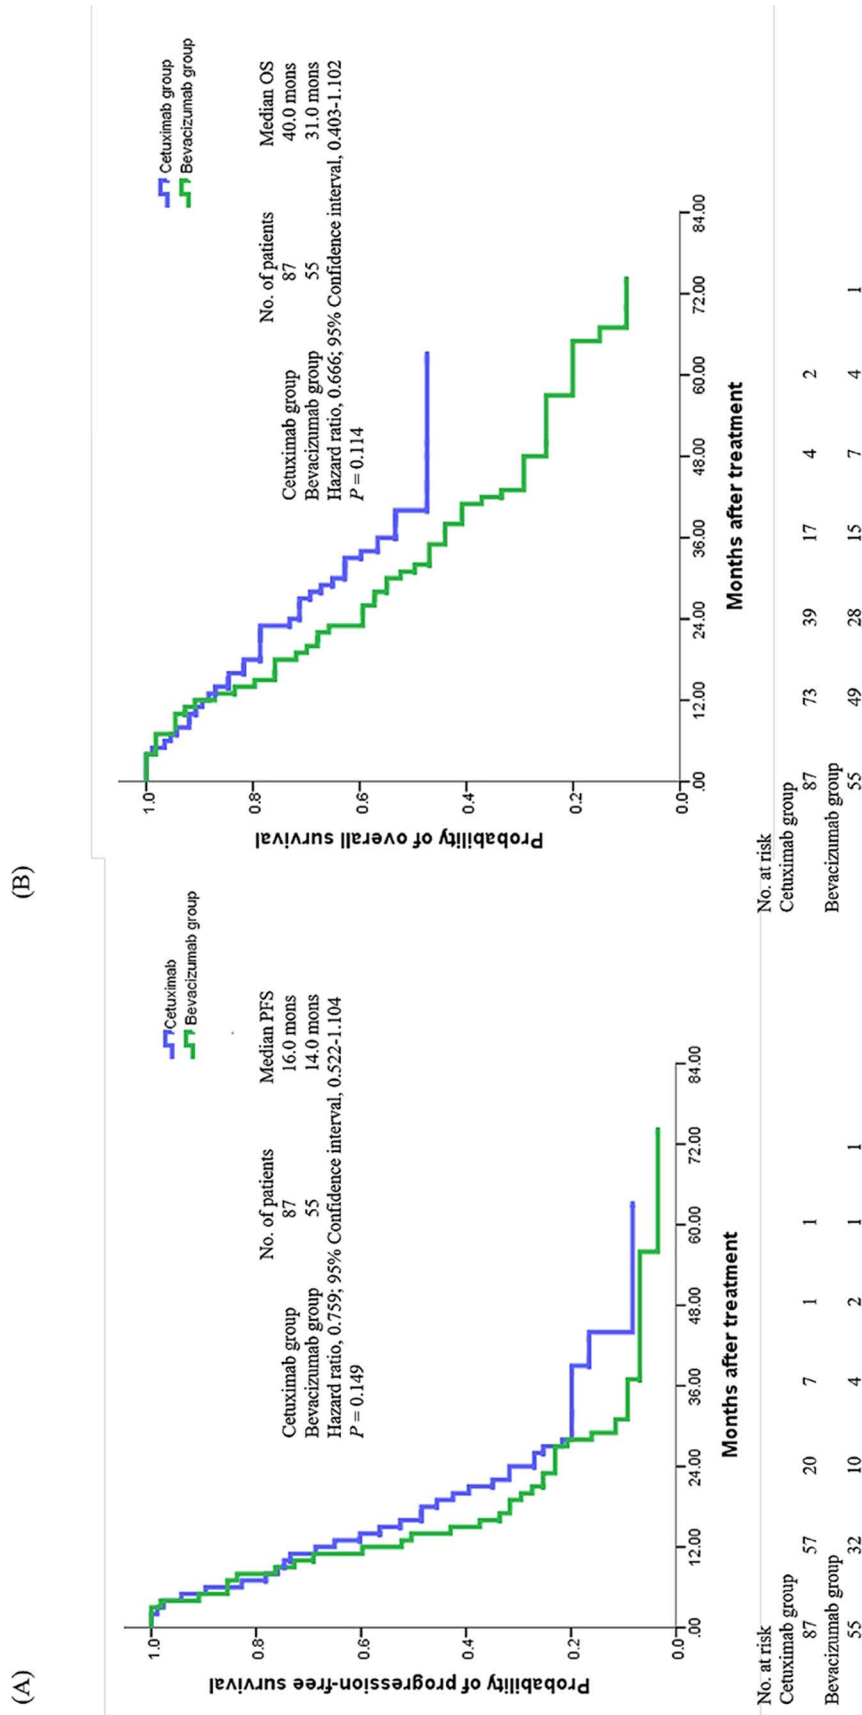 (A)
Cetuximab
Bevacizumab group
No. of patients Median PFS
Cetuximab group 87 16.0 mons
Bevacizumab group 55 14.0 mons
Hazard ratio, 0.759; 95% Confidence interval, 0.522-1.104
P = 0.149
Probability of progression-free survival
1.0
0.8
0.6
0.4
0.2
0.0
.00 12.00 24.00 36.00 48.00 60.00 72.00 84.00
Months after treatment
No. at risk
Cetuximab group
87 57 20 7 1 1
Bevacizumab group
55 32 10 4 2 1 1
(B)
Cetuximab group
Bevacizumab group
No. of patients Median OS
Cetuximab group 87 40.0 mons
Bevacizumab group 55 31.0 mons
Hazard ratio, 0.666; 95% Confidence interval, 0.403-1.102
P = 0.114
Probability of overall survival
1.0
0.8
0.6
0.4
0.2
0.0
.00 12.00 24.00 36.00 48.00 60.00 72.00 84.00
Months after treatment
No. at risk
Cetuximab group
87 73 39 17 4 2
Bevacizumab group
55 49 28 15 7 4 1